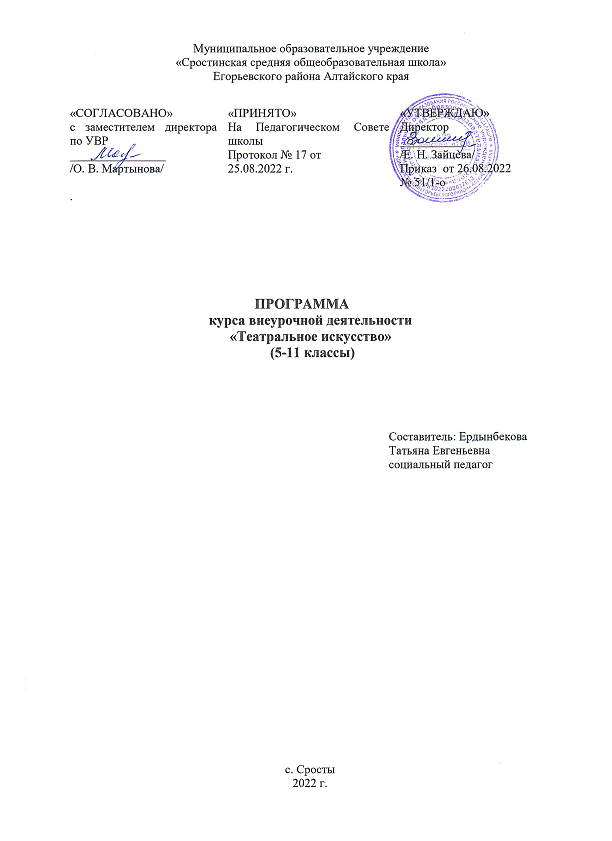 Муниципальное образовательное учреждение
«Сростинская средняя общеобразовательная школа»
Егорьевского района Алтайского края
«СОГЛАСОВАНО»
с заместителем директора
по УВР
/О. В. Мартынова/
.
«ПРИНЯТО»
На Педагогическом Совете
школы
Протокол № 17 от
25.08.2022 г.
«УТВЕРЖДАЮ»
Директор
/Е. Н. Зайцева/
Приказ от 26.08.2022
№ 51/1-о
ПРОГРАММА
курса внеурочной деятельности
«Театральное искусство»
(5-11 классы)
Составитель: Ердынбекова
Татьяна Евгеньевна
социальный педагог
с. Сросты
2022 г.